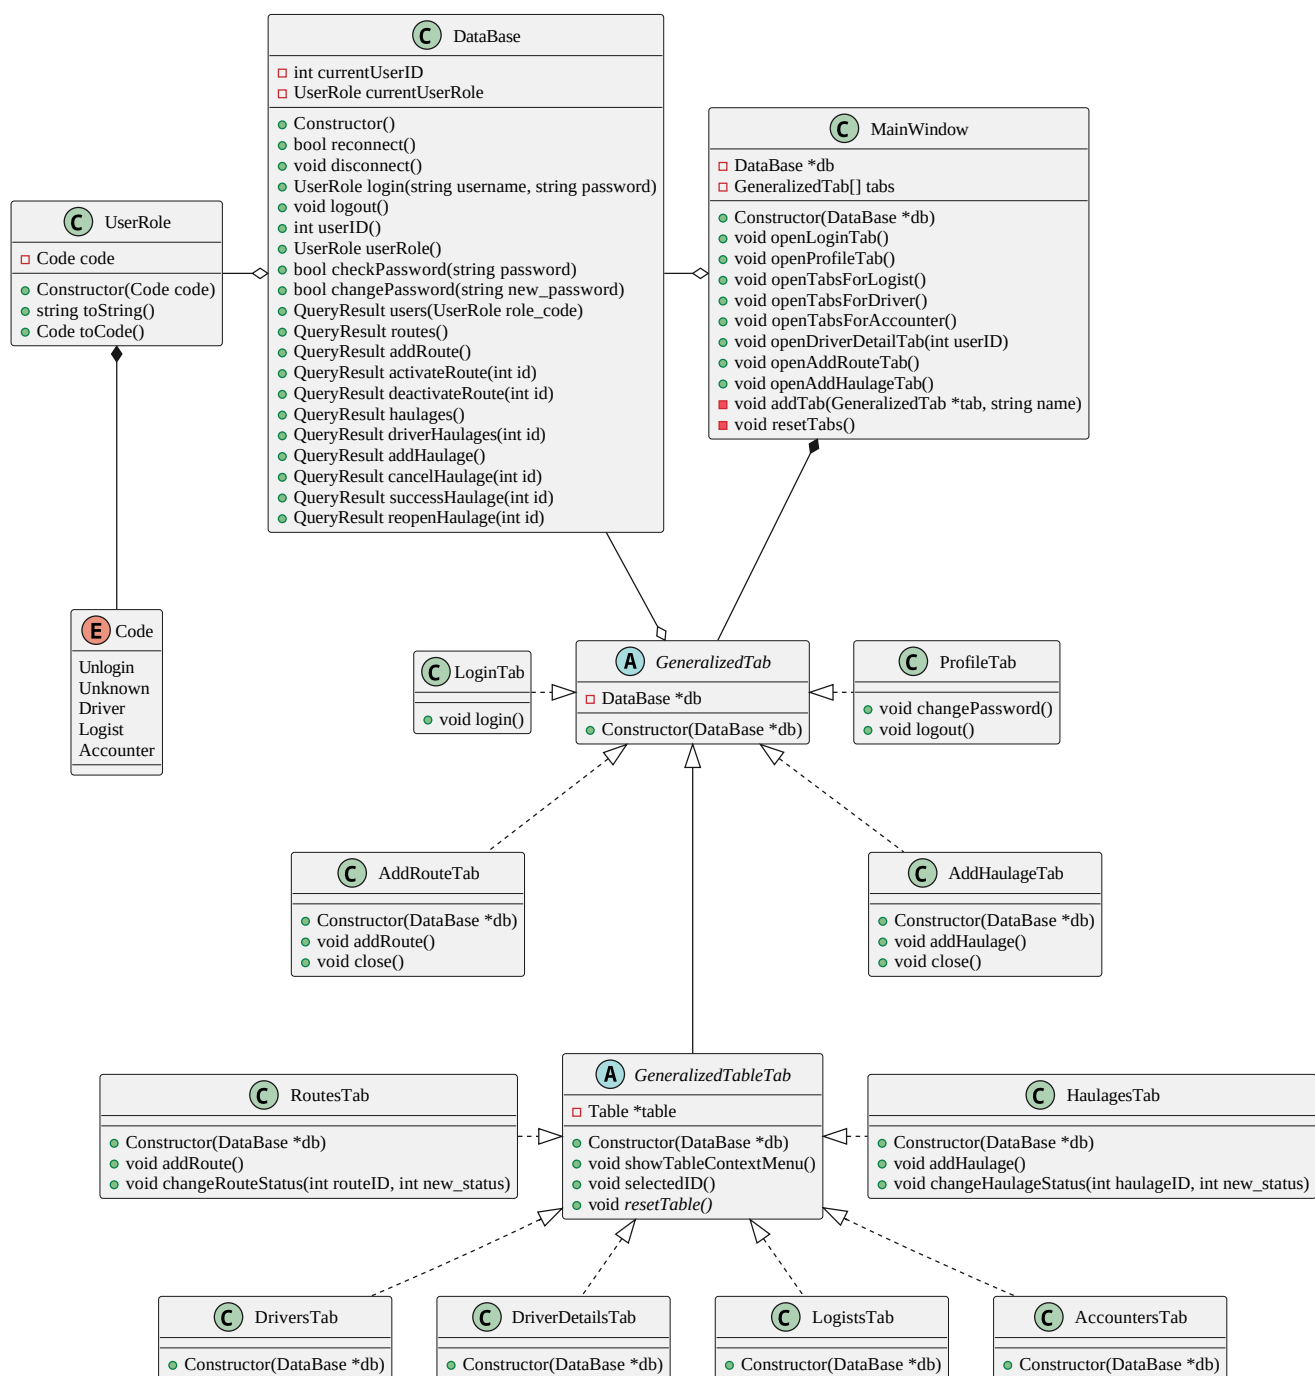 C DataBase
int currentUserID
UserRole currentUserRole
Constructor()
bool reconnect()
void disconnect()
UserRole login(string username, string password)
void logout()
int userID()
UserRole userRole()
bool checkPassword(string password)
bool changePassword(string new_password)
QueryResult users(UserRole role_code)
QueryResult routes()
QueryResult addRoute()
QueryResult activateRoute(int id)
QueryResult deactivateRoute(int id)
QueryResult haulages()
QueryResult driverHaulages(int id)
QueryResult addHaulage()
QueryResult cancelHaulage(int id)
QueryResult successHaulage(int id)
QueryResult reopenHaulage(int id)
C MainWindow
DataBase *db
GeneralizedTab[] tabs
Constructor(DataBase *db)
void openLoginTab()
void openProfileTab()
void openTabsForLogist()
void openTabsForDriver()
void openTabsForAccounter()
void openDriverDetailTab(int userID)
void openAddRouteTab()
void openAddHaulageTab()
void addTab(GeneralizedTab *tab, string name)
void resetTabs()
C UserRole
Code code
Constructor(Code code)
string toString()
Code toCode()
E Code
Unlogin
Unknown
Driver
Logist
Accounter
C LoginTab
void login()
A GeneralizedTab
DataBase *db
Constructor(DataBase *db)
C ProfileTab
void changePassword()
void logout()
C AddRouteTab
Constructor(DataBase *db)
void addRoute()
void close()
C AddHaulageTab
Constructor(DataBase *db)
void addHaulage()
void close()
C RoutesTab
Constructor(DataBase *db)
void addRoute()
void changeRouteStatus(int routeID, int new_status)
A GeneralizedTableTab
Table *table
Constructor(DataBase *db)
void showTableContextMenu()
void selectedID()
void resetTable()
C HaulagesTab
Constructor(DataBase *db)
void addHaulage()
void changeHaulageStatus(int haulageID, int new_status)
C DriversTab
Constructor(DataBase *db)
C DriverDetailsTab
Constructor(DataBase *db)
C LogistsTab
Constructor(DataBase *db)
C AccountersTab
Constructor(DataBase *db)